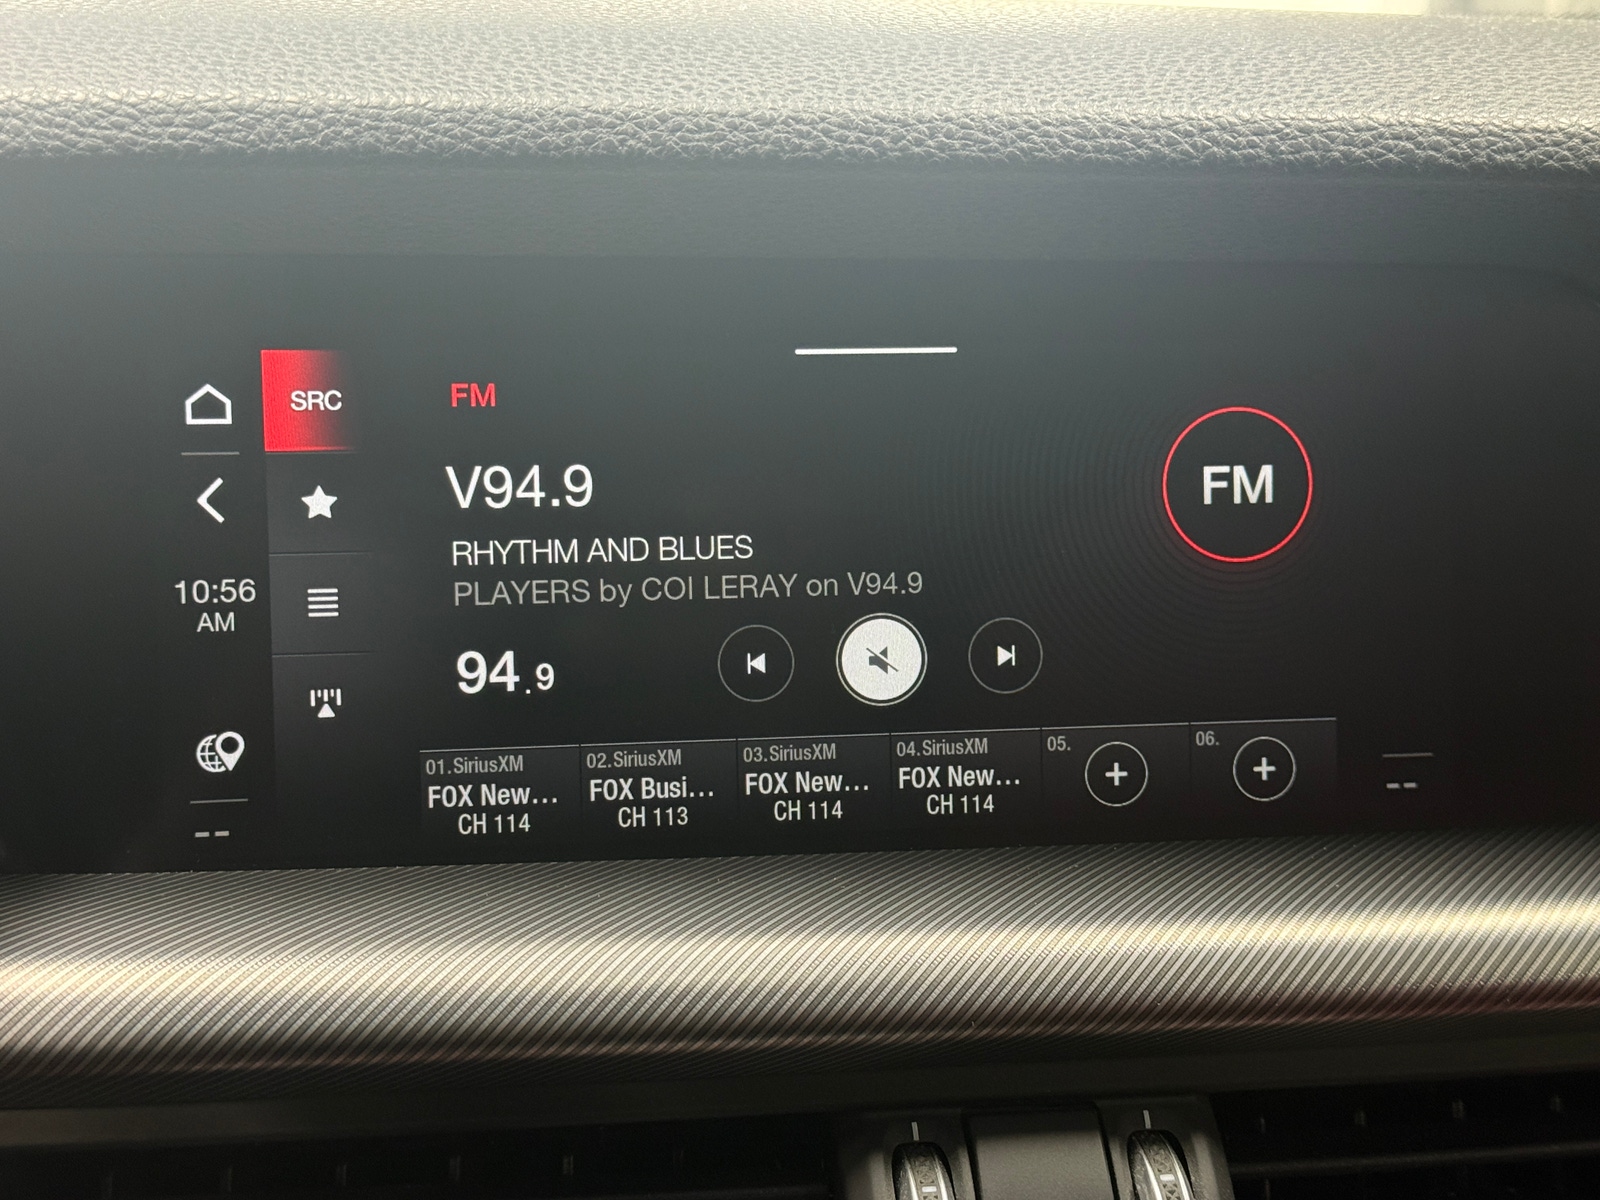 SRC
FM
V94.9
RHYTHM AND BLUES
PLAYERS by COI LERAY on V94.9
94.9
FM
10:56
AM
--
01.SiriusXM
FOX New...
CH 114
02.SiriusXM
FOX Busi...
CH 113
03.SiriusXM
FOX New...
CH 114
04.SiriusXM
FOX New...
CH 114
05.
06.
--